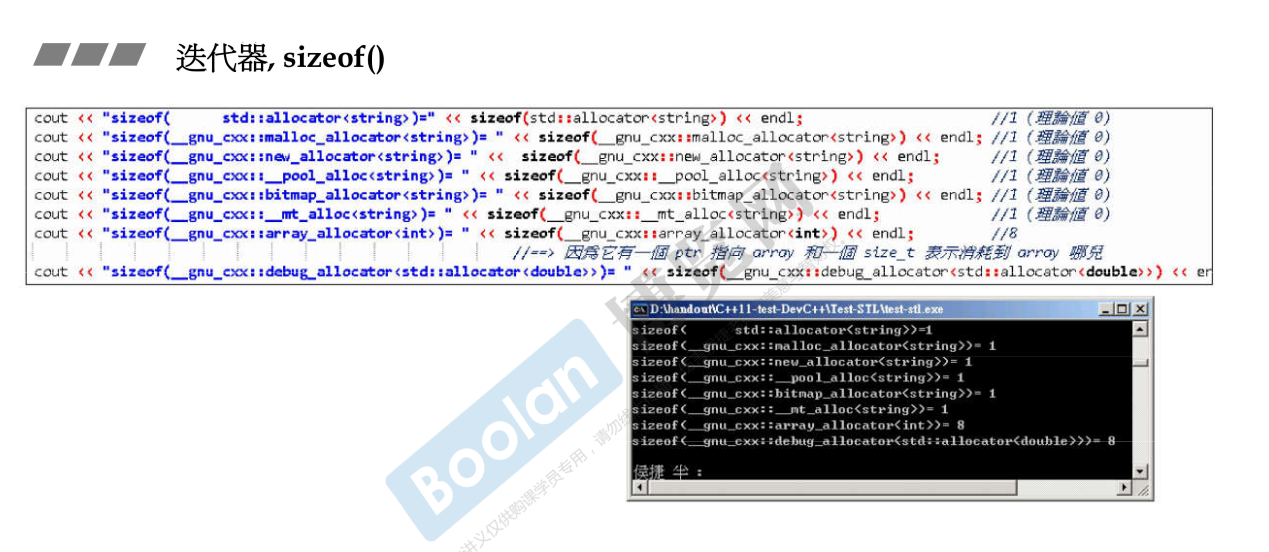 迭代器, sizeof()
cout << "sizeof(      std::allocator<string>)=" << sizeof(std::allocator<string>) << endl;   //1 (理論值 0)
cout << "sizeof(__gnu_cxx::malloc_allocator<string>)= " << sizeof(__gnu_cxx::malloc_allocator<string>) << endl; //1 (理論值 0)
cout << "sizeof(__gnu_cxx::new_allocator<string>)= " <<  sizeof(__gnu_cxx::new_allocator<string>) << endl;   //1 (理論值 0)
cout << "sizeof(__gnu_cxx::__pool_alloc<string>)= " << sizeof(__gnu_cxx::__pool_alloc<string>) << endl;   //1 (理論值 0)
cout << "sizeof(__gnu_cxx::bitmap_allocator<string>)= " << sizeof(__gnu_cxx::bitmap_allocator<string>) << endl; //1 (理論值 0)
cout << "sizeof(__gnu_cxx::__mt_alloc<string>)= " << sizeof(__gnu_cxx::__mt_alloc<string>) << endl;   //1 (理論值 0)
cout << "sizeof(__gnu_cxx::array_allocator<int>)= " << sizeof(__gnu_cxx::array_allocator<int>) << endl;   //8
//==> 因為它有一個 ptr 指向 array 和一個 size_t 表示消耗到 array 哪兒
cout << "sizeof(__gnu_cxx::debug_allocator<std::allocator<double>>)= " << sizeof(__gnu_cxx::debug_allocator<std::allocator<double>>) << en
D:\handout\C++11-test-DevC++\Test-STL\test-stl.exe
sizeof(      std::allocator<string>)=1
sizeof(__gnu_cxx::malloc_allocator<string>)= 1
sizeof(__gnu_cxx::new_allocator<string>)= 1
sizeof(__gnu_cxx::__pool_alloc<string>)= 1
sizeof(__gnu_cxx::bitmap_allocator<string>)= 1
sizeof(__gnu_cxx::__mt_alloc<string>)= 1
sizeof(__gnu_cxx::array_allocator<int>)= 8
sizeof(__gnu_cxx::debug_allocator<std::allocator<double>>)= 8
侯捷 半 :
Boolan
博览网
讲义仅供购课学员专用，请勿